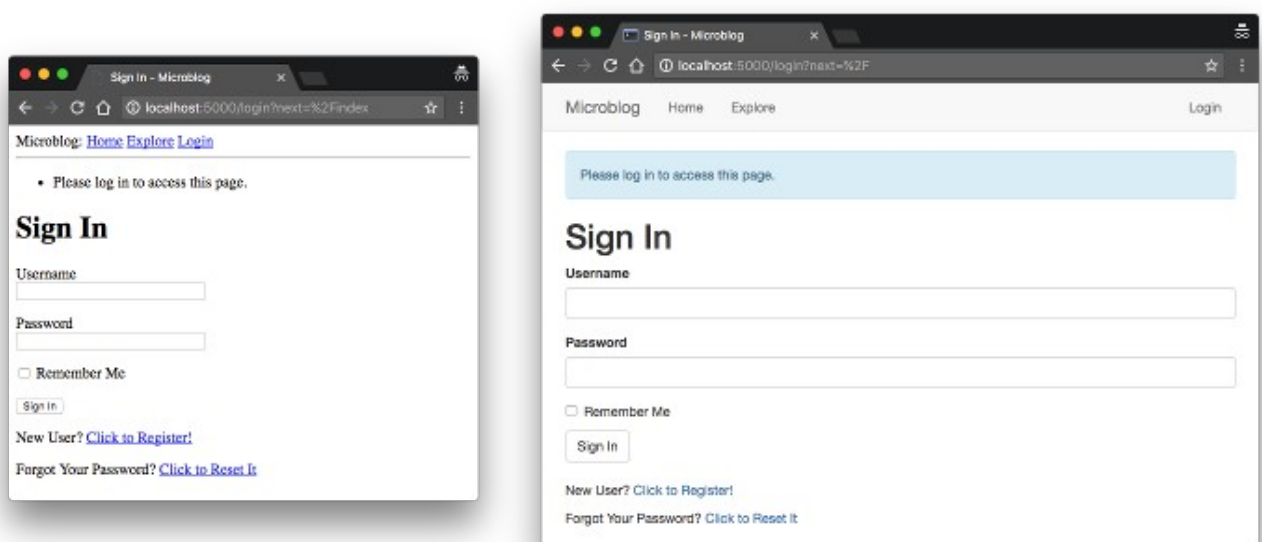 Sign In - Microblog
localhost:5000/login?next=%2Findex
Microblog: Home Explore Login
Please log in to access this page.
Sign In
Username
Password
Remember Me
Sign In
New User? Click to Register!
Forgot Your Password? Click to Reset It
Sign In - Microblog
localhost:5000/login?next=%2F
Microblog Home Explore Login
Please log in to access this page.
Sign In
Username
Password
Remember Me
Sign In
New User? Click to Register!
Forgot Your Password? Click to Reset It